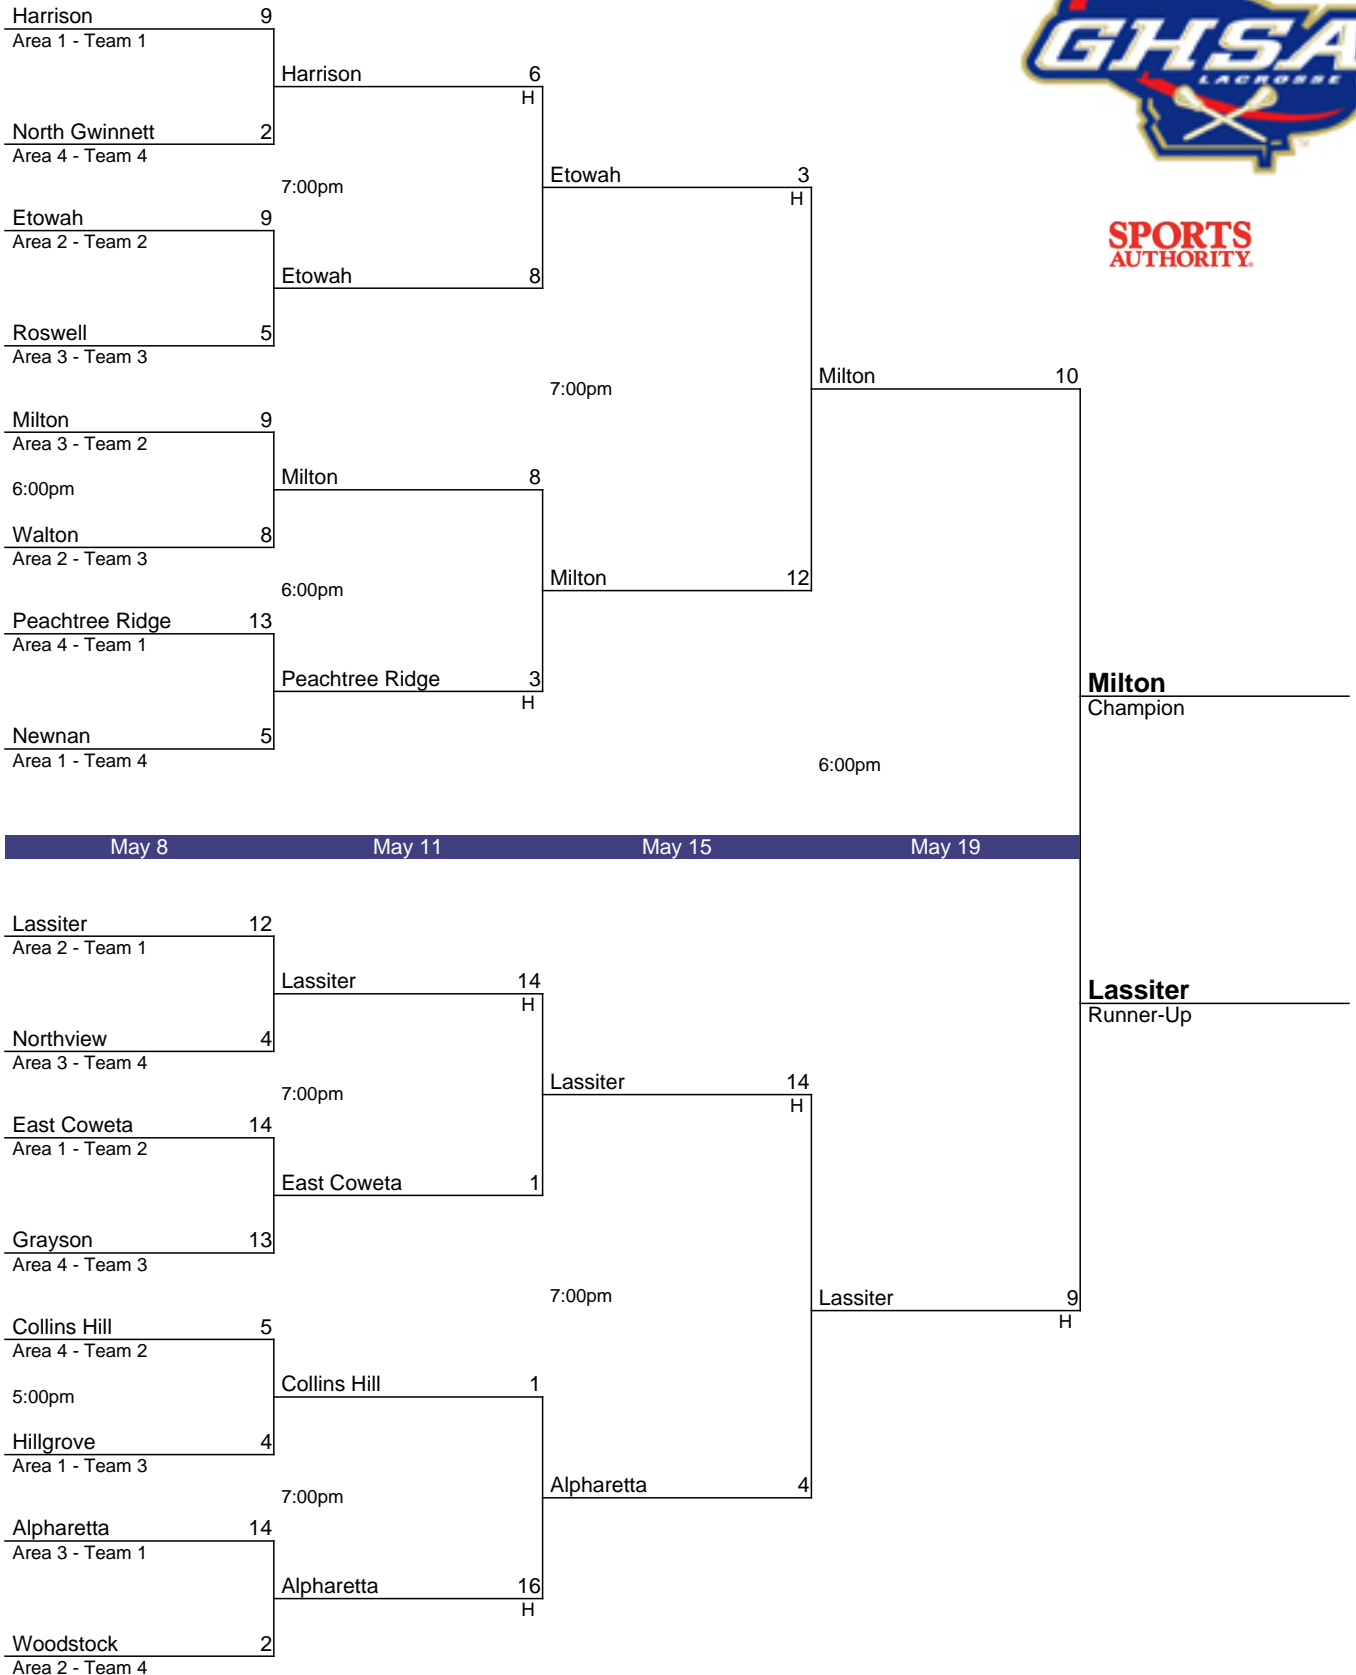 Harrison 9
Area 1 - Team 1
GHSA
LACROSSE
Harrison 6
H
North Gwinnett 2
Area 4 - Team 4
7:00pm
Etowah 3
H
Etowah 9
Area 2 - Team 2
SPORTS
AUTHORITY
Etowah 8
Roswell 5
Area 3 - Team 3
7:00pm
Milton 10
Milton 9
Area 3 - Team 2
6:00pm
Milton 8
Walton 8
Area 2 - Team 3
6:00pm
Milton 12
Peachtree Ridge 13
Area 4 - Team 1
Peachtree Ridge 3
H
Milton
Champion
Newnan 5
Area 1 - Team 4
6:00pm
May 8 May 11 May 15 May 19
Lassiter 12
Area 2 - Team 1
Lassiter 14
H
Lassiter
Runner-Up
Northview 4
Area 3 - Team 4
7:00pm
Lassiter 14
H
East Coweta 14
Area 1 - Team 2
East Coweta 1
Grayson 13
Area 4 - Team 3
7:00pm
Lassiter 9
H
Collins Hill 5
Area 4 - Team 2
5:00pm
Collins Hill 1
Hillgrove 4
Area 1 - Team 3
7:00pm
Alpharetta 4
Alpharetta 14
Area 3 - Team 1
Alpharetta 16
H
Woodstock 2
Area 2 - Team 4